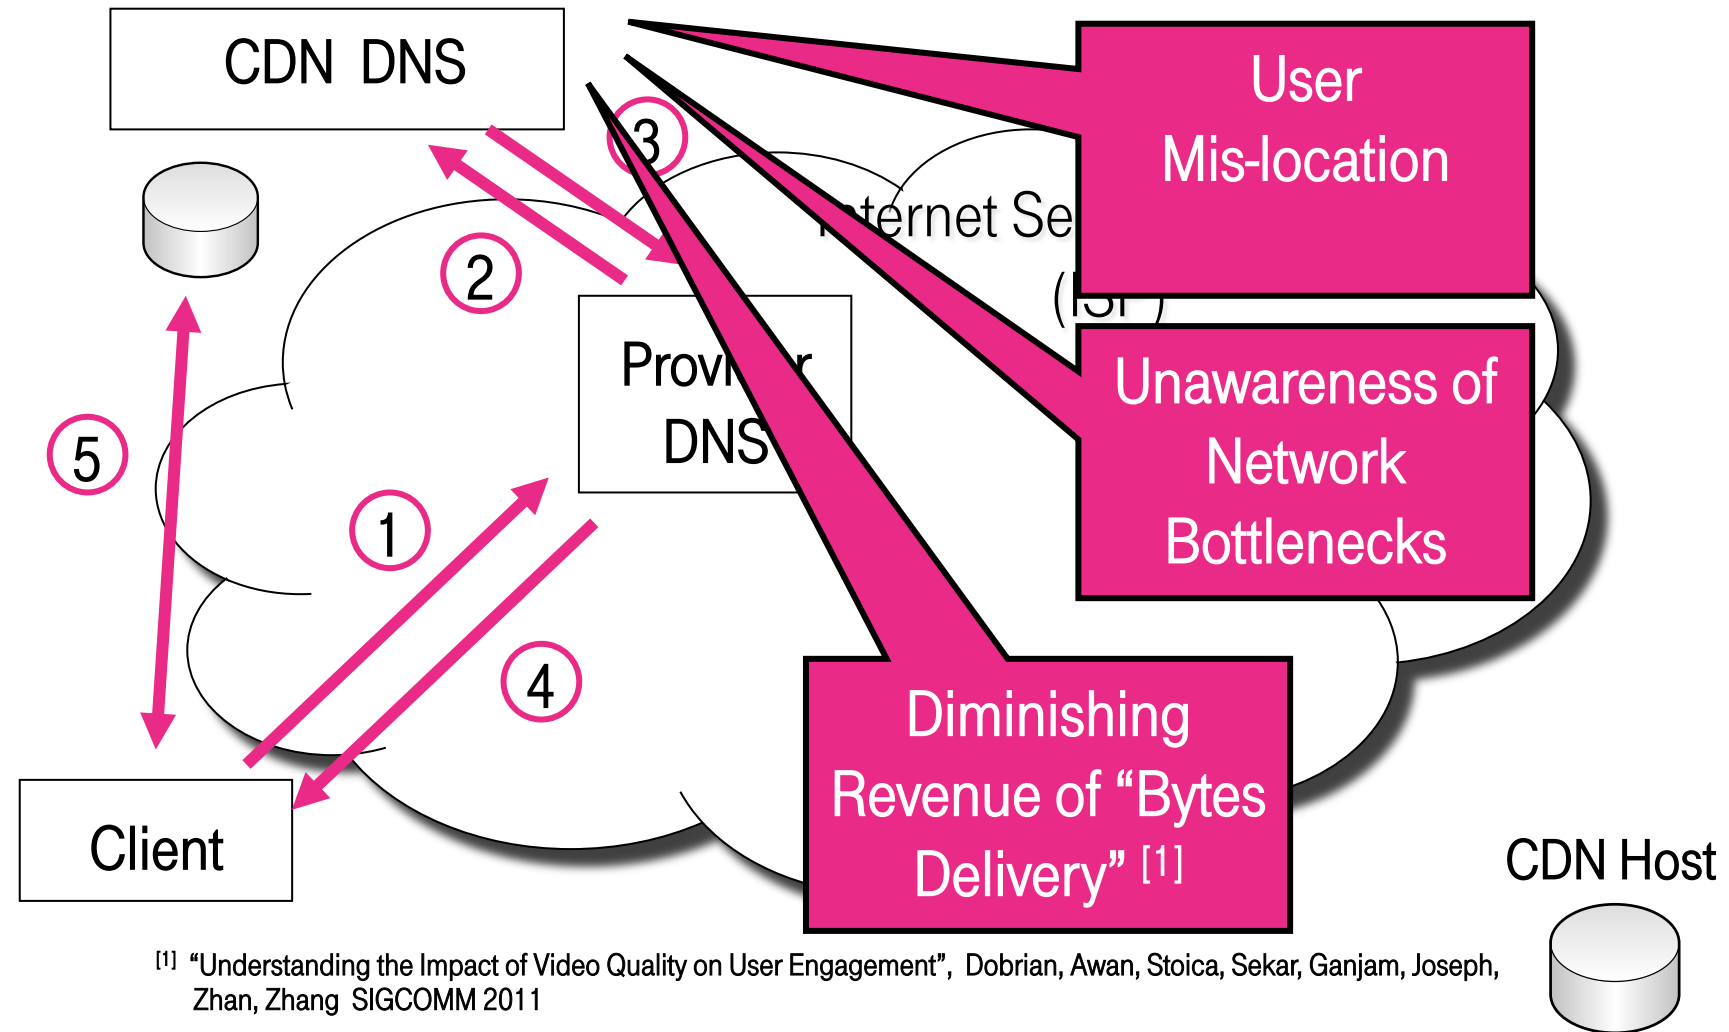 CDN DNS
User
Mis-location
3
2
5
DNS
1
Unawareness of
Network
Bottlenecks
4
Diminishing
Revenue of “Bytes
Delivery” [1]
Client
CDN Host
[1] “Understanding the Impact of Video Quality on User Engagement”, Dobrian, Awan, Stoica, Sekar, Ganjam, Joseph,
Zhan, Zhang SIGCOMM 2011